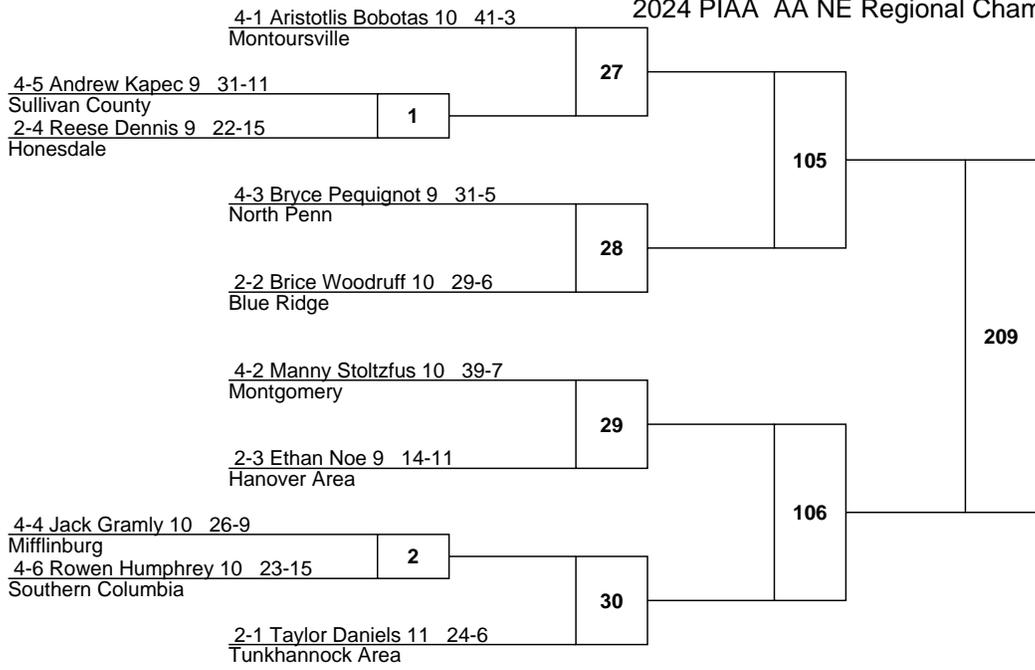 2024 PIAA AA NE Regional Cham
4-1 Aristotlis Bobotas 10 41-3
Montoursville
27
4-5 Andrew Kapec 9 31-11
Sullivan County
1
2-4 Reese Dennis 9 22-15
Honesdale
105
4-3 Bryce Pequignot 9 31-5
North Penn
28
2-2 Brice Woodruff 10 29-6
Blue Ridge
209
4-2 Manny Stoltzfus 10 39-7
Montgomery
29
2-3 Ethan Noe 9 14-11
Hanover Area
106
4-4 Jack Gramly 10 26-9
Mifflinburg
2
4-6 Rowen Humphrey 10 23-15
Southern Columbia
30
2-1 Taylor Daniels 11 24-6
Tunkhannock Area